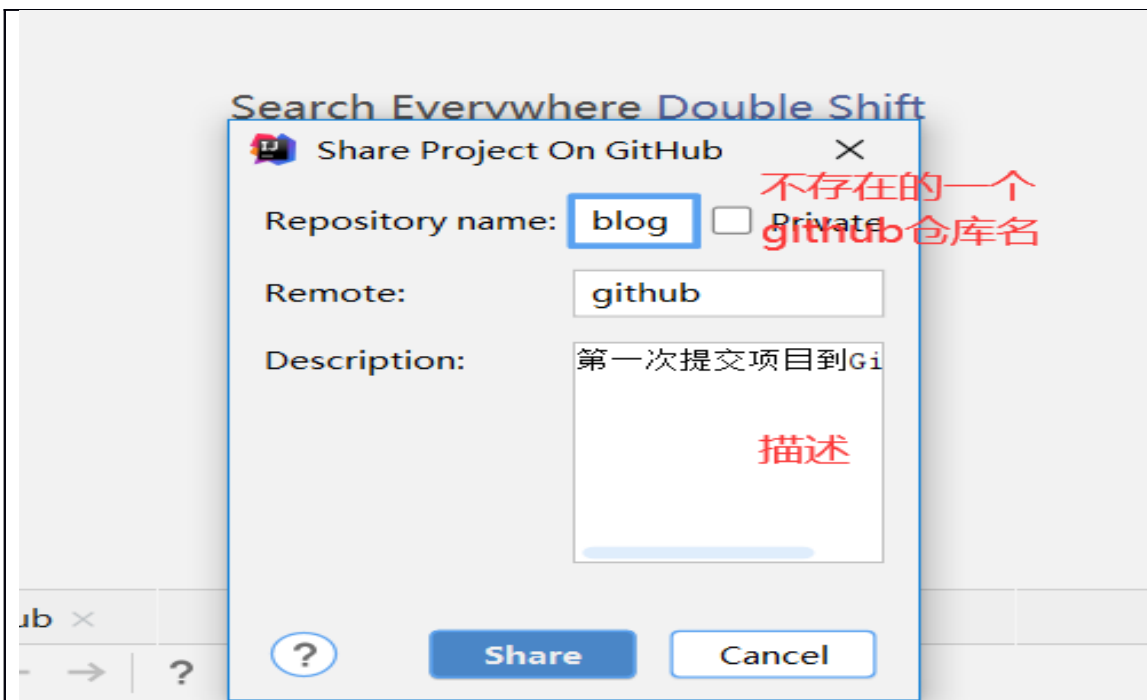 Search Everywhere Double Shift
Share Project On GitHub
不存在的一个
Repository name: blog Private
github仓库名
Remote: github
Description: 第一次提交项目到Gi
描述
ub
?
? Share Cancel